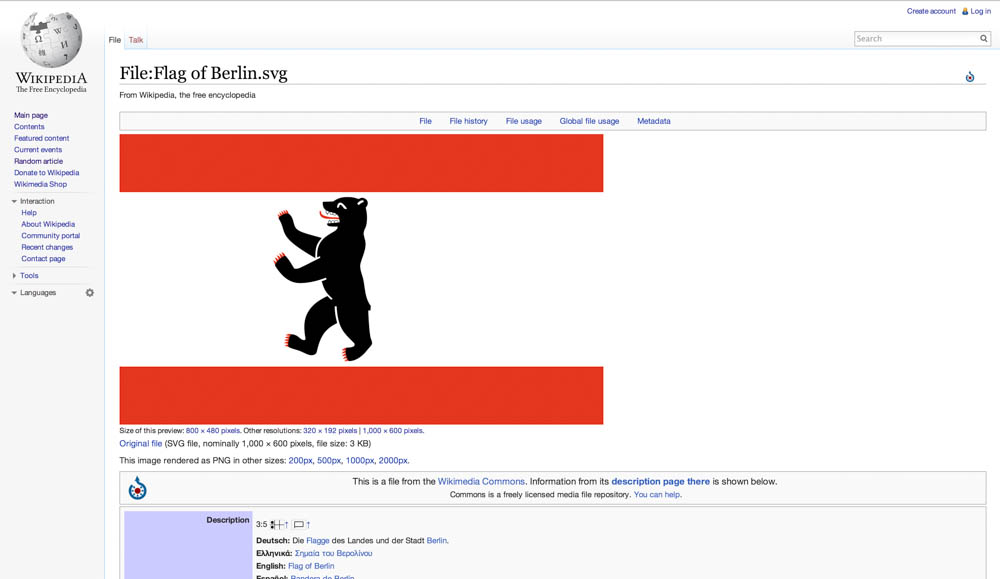 Create account Log in
WIKIPEDIA
The Free Encyclopedia
File Talk
Search
File:Flag of Berlin.svg
From Wikipedia, the free encyclopedia
Main page
Contents
Featured content
Current events
Random article
Donate to Wikipedia
Wikimedia Shop
Interaction
Help
About Wikipedia
Community portal
Recent changes
Contact page
Tools
Languages
File File history File usage Global file usage Metadata
Size of this preview: 800 × 480 pixels. Other resolutions: 320 × 192 pixels | 1,000 × 600 pixels.
Original file (SVG file, nominally 1,000 × 600 pixels, file size: 3 KB)
This image rendered as PNG in other sizes: 200px, 500px, 1000px, 2000px.
This is a file from the Wikimedia Commons. Information from its description page there is shown below.
Commons is a freely licensed media file repository. You can help.
Description
3:5
Deutsch: Die Flagge des Landes und der Stadt Berlin.
Ελληνικά: Σημαία του Βερολίνου
English: Flag of Berlin
Español: Bandera de Berlín